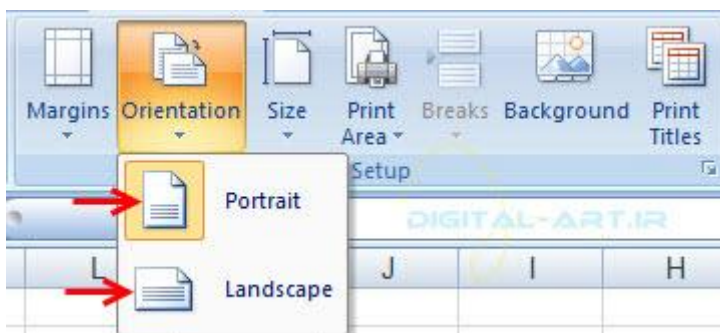 Margins Orientation Size Print Area Breaks Background Print Titles
Setup
Portrait
DIGITAL-ART.IR
L J I H
Landscape